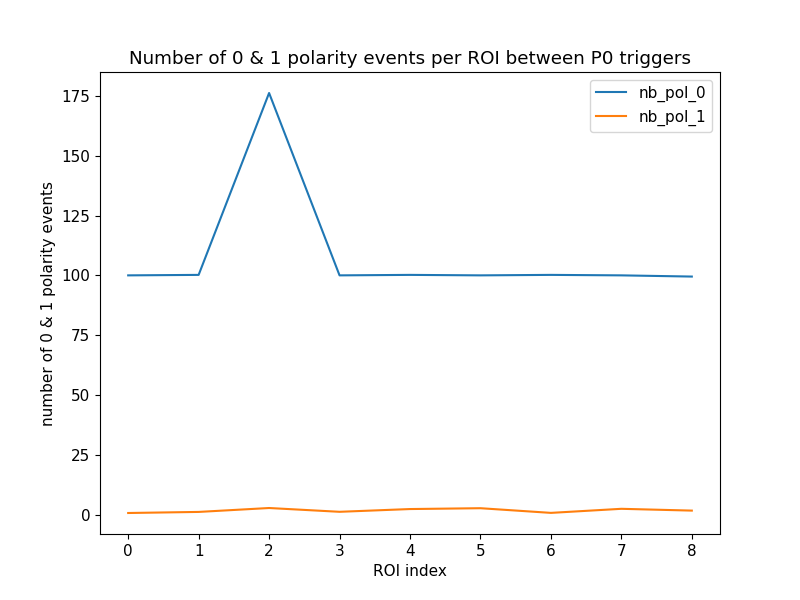 Number of 0 & 1 polarity events per ROI between P0 triggers
nb_pol_0
nb_pol_1
number of 0 & 1 polarity events
175
150
125
100
75
50
25
0
0 1 2 3 4 5 6 7 8
ROI index